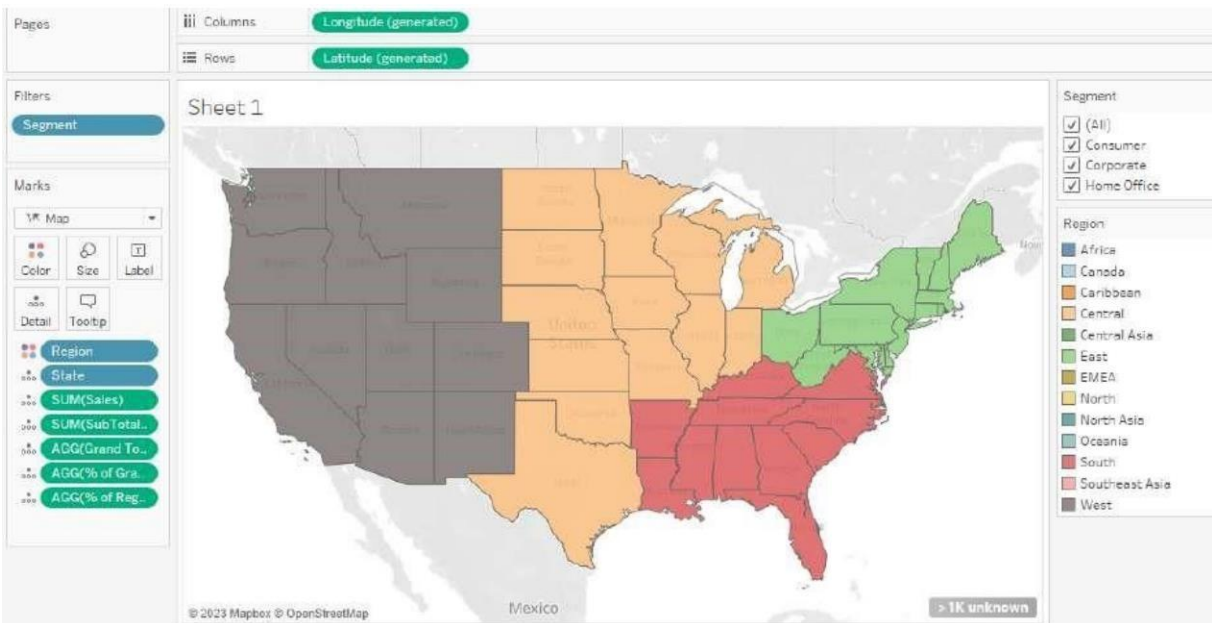 Pages
Columns
Longitude (generated)
Rows
Latitude (generated)
Filters
Segment
Marks
Map
Color
Size
Label
Detail
Tooltip
Region
State
SUM(Sales)
SUM(SubTotal..
AGG(Grand To..
AGG(% of Gra..
AGG(% of Reg..
Sheet 1
United
States
Mexico
© 2023 Mapbox © OpenStreetMap
>1K unknown
Segment
(All)
Consumer
Corporate
Home Office
Region
Africa
Canada
Caribbean
Central
Central Asia
East
EMEA
North
North Asia
Oceania
South
Southeast Asia
West